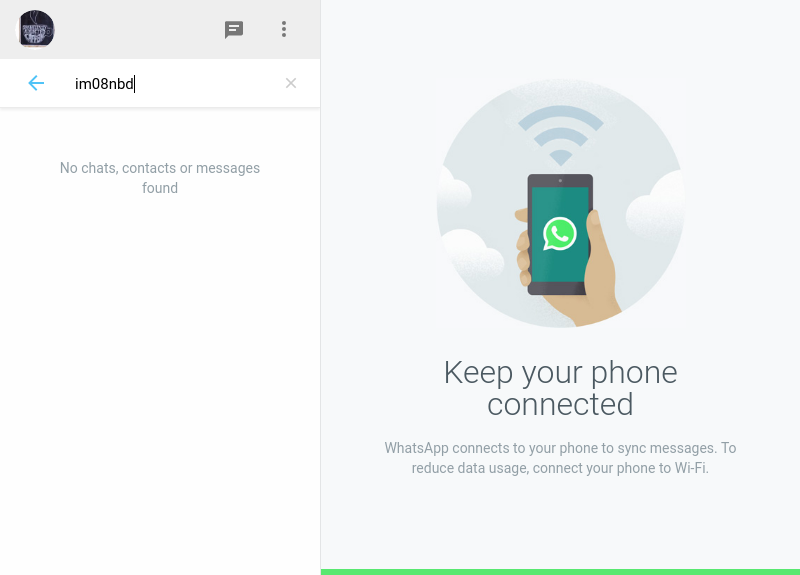 im08nbd
No chats, contacts or messages
found
Keep your phone
connected
WhatsApp connects to your phone to sync messages. To
reduce data usage, connect your phone to Wi-Fi.